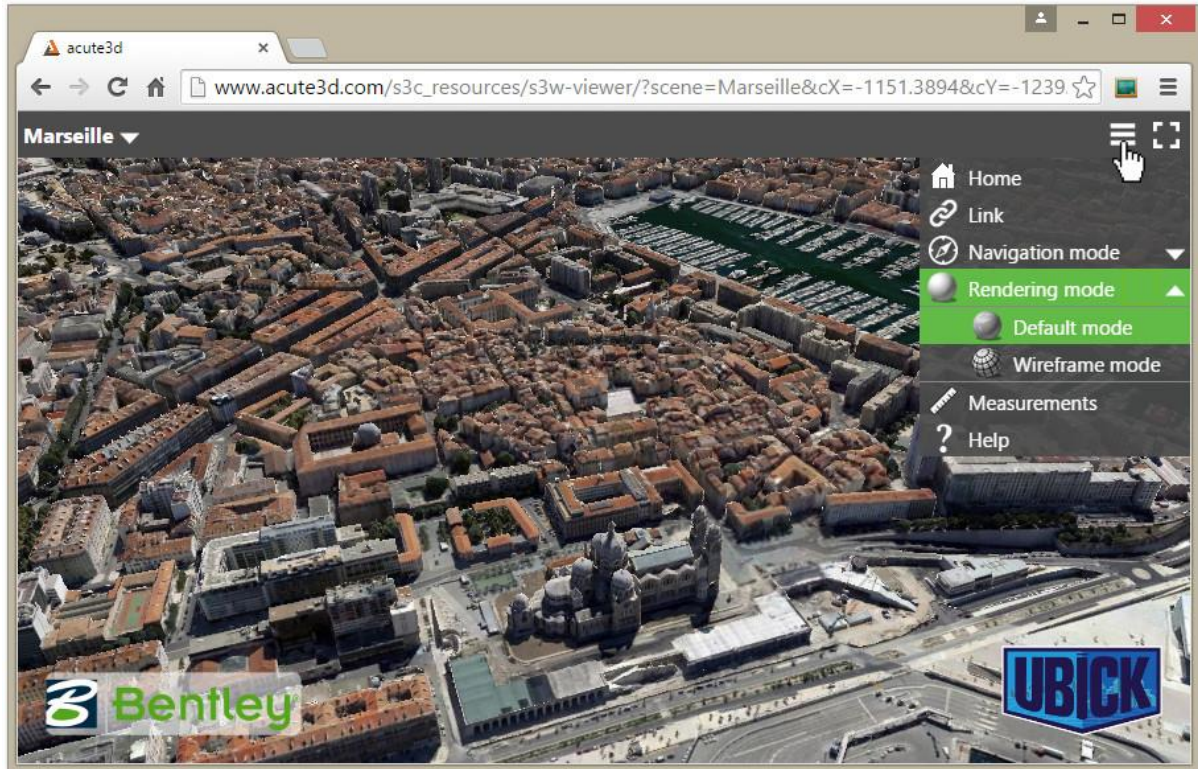 acute3d
www.acute3d.com/s3c_resources/s3w-viewer/?scene=Marseille&cX=-1151.3894&cY=-1239.
Marseille
Home
Link
Navigation mode
Rendering mode
Default mode
Wireframe mode
Measurements
? Help
Bentley
UBICK